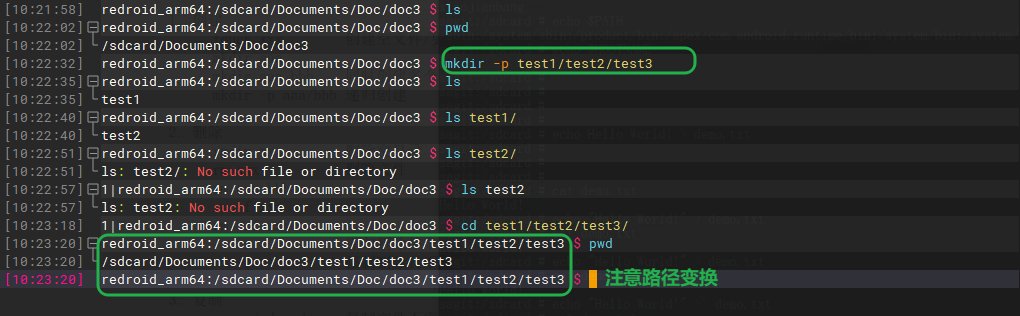 [10:21:58] redroid_arm64:/sdcard/Documents/Doc/doc3 $ ls
[10:22:02] redroid_arm64:/sdcard/Documents/Doc/doc3 $ pwd
[10:22:02] /sdcard/Documents/Doc/doc3
[10:22:32] redroid_arm64:/sdcard/Documents/Doc/doc3 $ mkdir -p test1/test2/test3
[10:22:35] redroid_arm64:/sdcard/Documents/Doc/doc3 $ ls
[10:22:35] test1
[10:22:40] redroid_arm64:/sdcard/Documents/Doc/doc3 $ ls test1/
[10:22:40] test2
[10:22:51] redroid_arm64:/sdcard/Documents/Doc/doc3 $ ls test2/
[10:22:51] ls: test2/: No such file or directory
[10:22:57] 1|redroid_arm64:/sdcard/Documents/Doc/doc3 $ ls test2
[10:22:57] ls: test2: No such file or directory
[10:23:18] 1|redroid_arm64:/sdcard/Documents/Doc/doc3 $ cd test1/test2/test3/
[10:23:20] redroid_arm64:/sdcard/Documents/Doc/doc3/test1/test2/test3 $ pwd
[10:23:20] /sdcard/Documents/Doc/doc3/test1/test2/test3
[10:23:20] redroid_arm64:/sdcard/Documents/Doc/doc3/test1/test2/test3 $ 注意路径变换